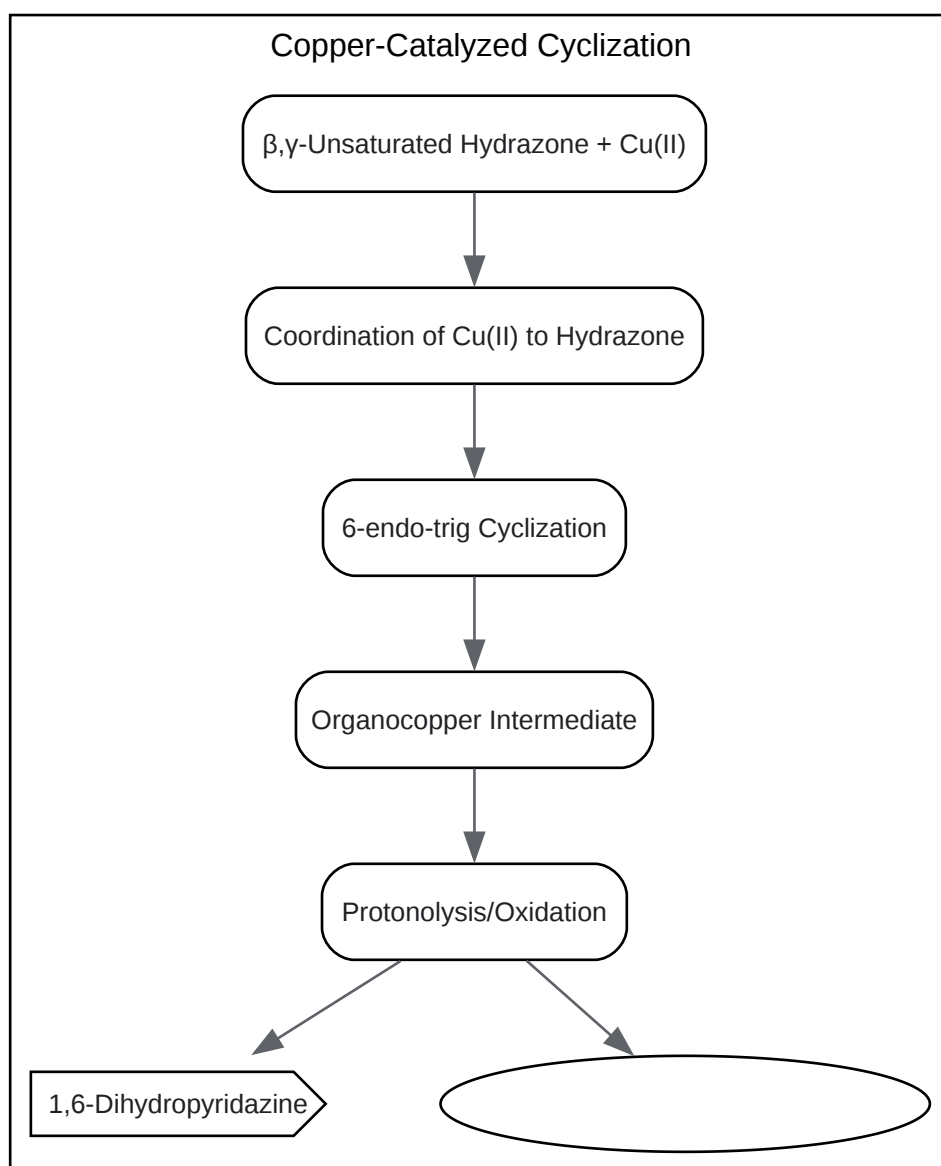 Copper-Catalyzed Cyclization
β,γ-Unsaturated Hydrazone + Cu(II)
Coordination of Cu(II) to Hydrazone
6-endo-trig Cyclization
Organocopper Intermediate
Protonolysis/Oxidation
1,6-Dihydropyridazine